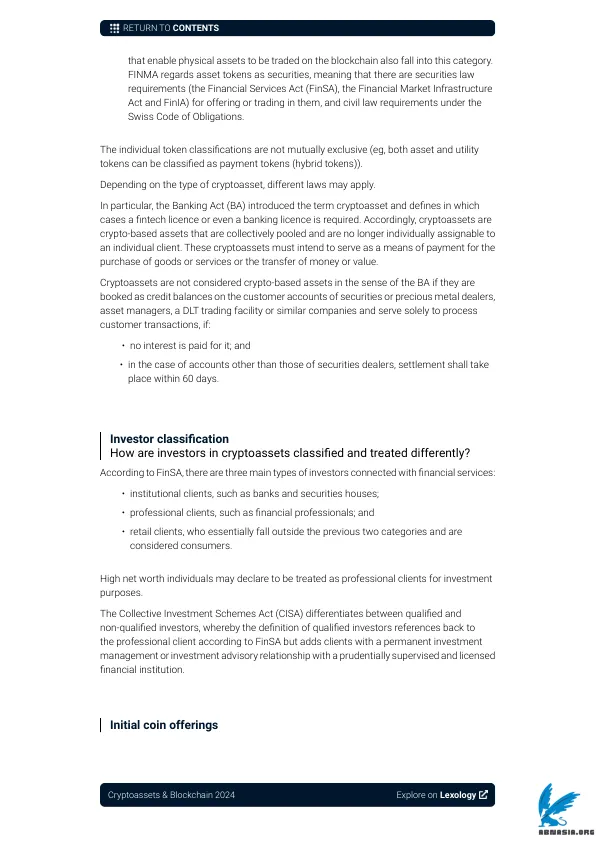 RETURN TO CONTENTS
that enable physical assets to be traded on the blockchain also fall into this category.
FINMA regards asset tokens as securities, meaning that there are securities law
requirements (the Financial Services Act (FinSA), the Financial Market Infrastructure
Act and FinIA) for offering or trading in them, and civil law requirements under the
Swiss Code of Obligations.
The individual token classifications are not mutually exclusive (eg, both asset and utility
tokens can be classified as payment tokens (hybrid tokens)).
Depending on the type of cryptoasset, different laws may apply.
In particular, the Banking Act (BA) introduced the term cryptoasset and defines in which
cases a fintech licence or even a banking licence is required. Accordingly, cryptoassets are
crypto-based assets that are collectively pooled and are no longer individually assignable to
an individual client. These cryptoassets must intend to serve as a means of payment for the
purchase of goods or services or the transfer of money or value.
Cryptoassets are not considered crypto-based assets in the sense of the BA if they are
booked as credit balances on the customer accounts of securities or precious metal dealers,
asset managers, a DLT trading facility or similar companies and serve solely to process
customer transactions, if:
• no interest is paid for it; and
• in the case of accounts other than those of securities dealers, settlement shall take
place within 60 days.
Investor classification
How are investors in cryptoassets classified and treated differently?
According to FinSA, there are three main types of investors connected with financial services:
• institutional clients, such as banks and securities houses;
• professional clients, such as financial professionals; and
• retail clients, who essentially fall outside the previous two categories and are
considered consumers.
High net worth individuals may declare to be treated as professional clients for investment
purposes.
The Collective Investment Schemes Act (CISA) differentiates between qualified and
non-qualified investors, whereby the definition of qualified investors references back to
the professional client according to FinSA but adds clients with a permanent investment
management or investment advisory relationship with a prudentially supervised and licensed
financial institution.
Initial coin offerings
Cryptoassets & Blockchain 2024
Explore on Lexology
ABNASIA.ORG